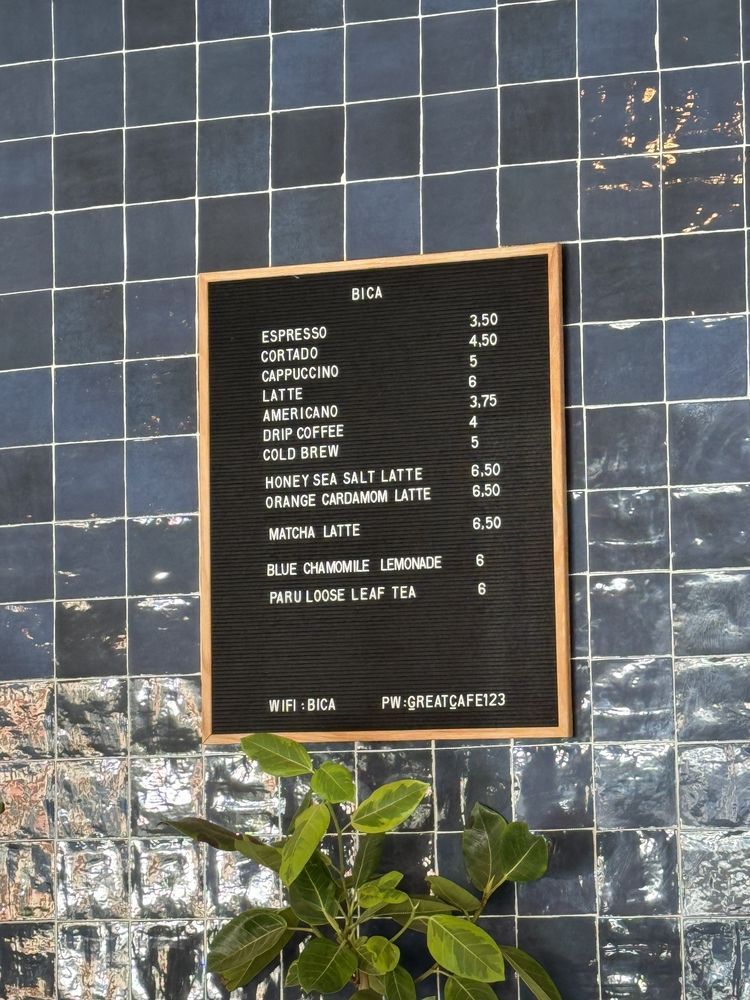 BICA
ESPRESSO 3,50
CORTADO 4,50
CAPPUCCINO 5
LATTE 6
AMERICANO 3,75
DRIP COFFEE 4
COLD BREW 5
HONEY SEA SALT LATTE 6,50
ORANGE CARDAMOM LATTE 6,50
MATCHA LATTE 6,50
BLUE CHAMOMILE LEMONADE 6
PARU LOOSE LEAF TEA 6
WIFI : BICA PW:GREATCAFE123